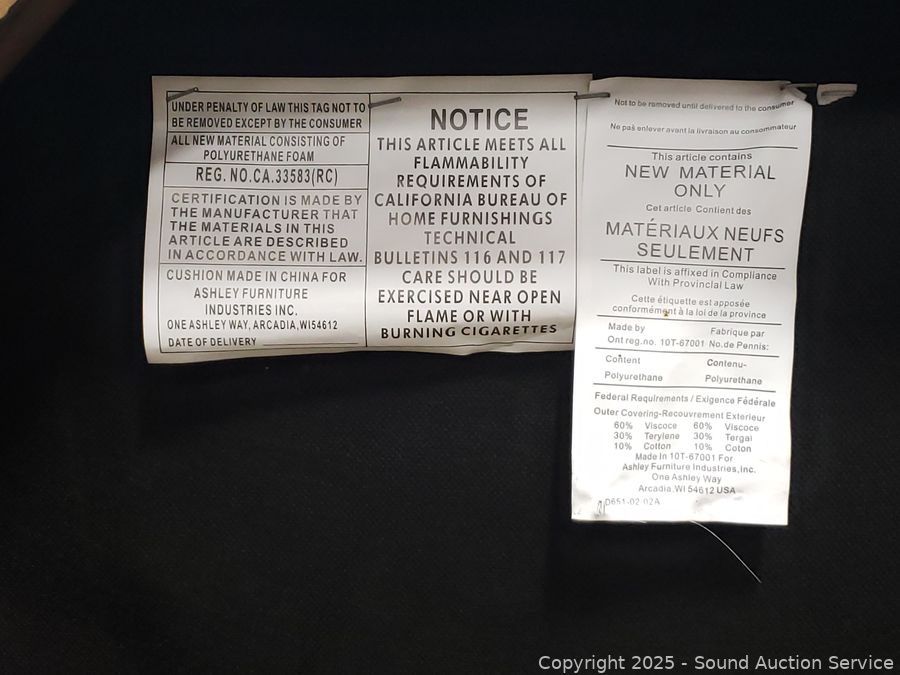 UNDER PENALTY OF LAW THIS TAG NOT TO
BE REMOVED EXCEPT BY THE CONSUMER
ALL NEW MATERIAL CONSISTING OF
POLYURETHANE FOAM
REG. NO.CA.33583(RC)
CERTIFICATION IS MADE BY
THE MANUFACTURER THAT
THE MATERIALS IN THIS
ARTICLE ARE DESCRIBED
IN ACCORDANCE WITH LAW.
CUSHION MADE IN CHINA FOR
ASHLEY FURNITURE
INDUSTRIES INC.
ONE ASHLEY WAY, ARCADIA,WI54612
DATE OF DELIVERY
NOTICE
THIS ARTICLE MEETS ALL
FLAMMABILITY
REQUIREMENTS OF
CALIFORNIA BUREAU OF
HOME FURNISHINGS
TECHNICAL
BULLETINS 116 AND 117
CARE SHOULD BE
EXERCISED NEAR OPEN
FLAME OR WITH
BURNING CIGARETTES
Not to be removed until delivered to the consumer
Ne pas enlever avant la livraison au consommateur
This article contains
NEW MATERIAL
ONLY
Cet article Contient des
MATÉRIAUX NEUFS
SEULEMENT
This label is affixed in Compliance
With Provincial Law
Cette étiquette est apposée
conformément à la loi de la province
Made by Fabrique par
Ont reg.no. 10T-67001 No.de Pennis:
Content Contenu-
Polyurethane Polyurethane
Federal Requirements / Exigence Fédérale
Outer Covering-Recouvrement Exterieur
60% Viscoce 60% Viscoce
30% Terylene 30% Tergal
10% Cotton 10% Coton
Made In 10T-67001 For
Ashley Furniture Industries,Inc.
One Ashley Way
Arcadia,WI 54612 USA
D651-02 02A
Copyright 2025 - Sound Auction Service